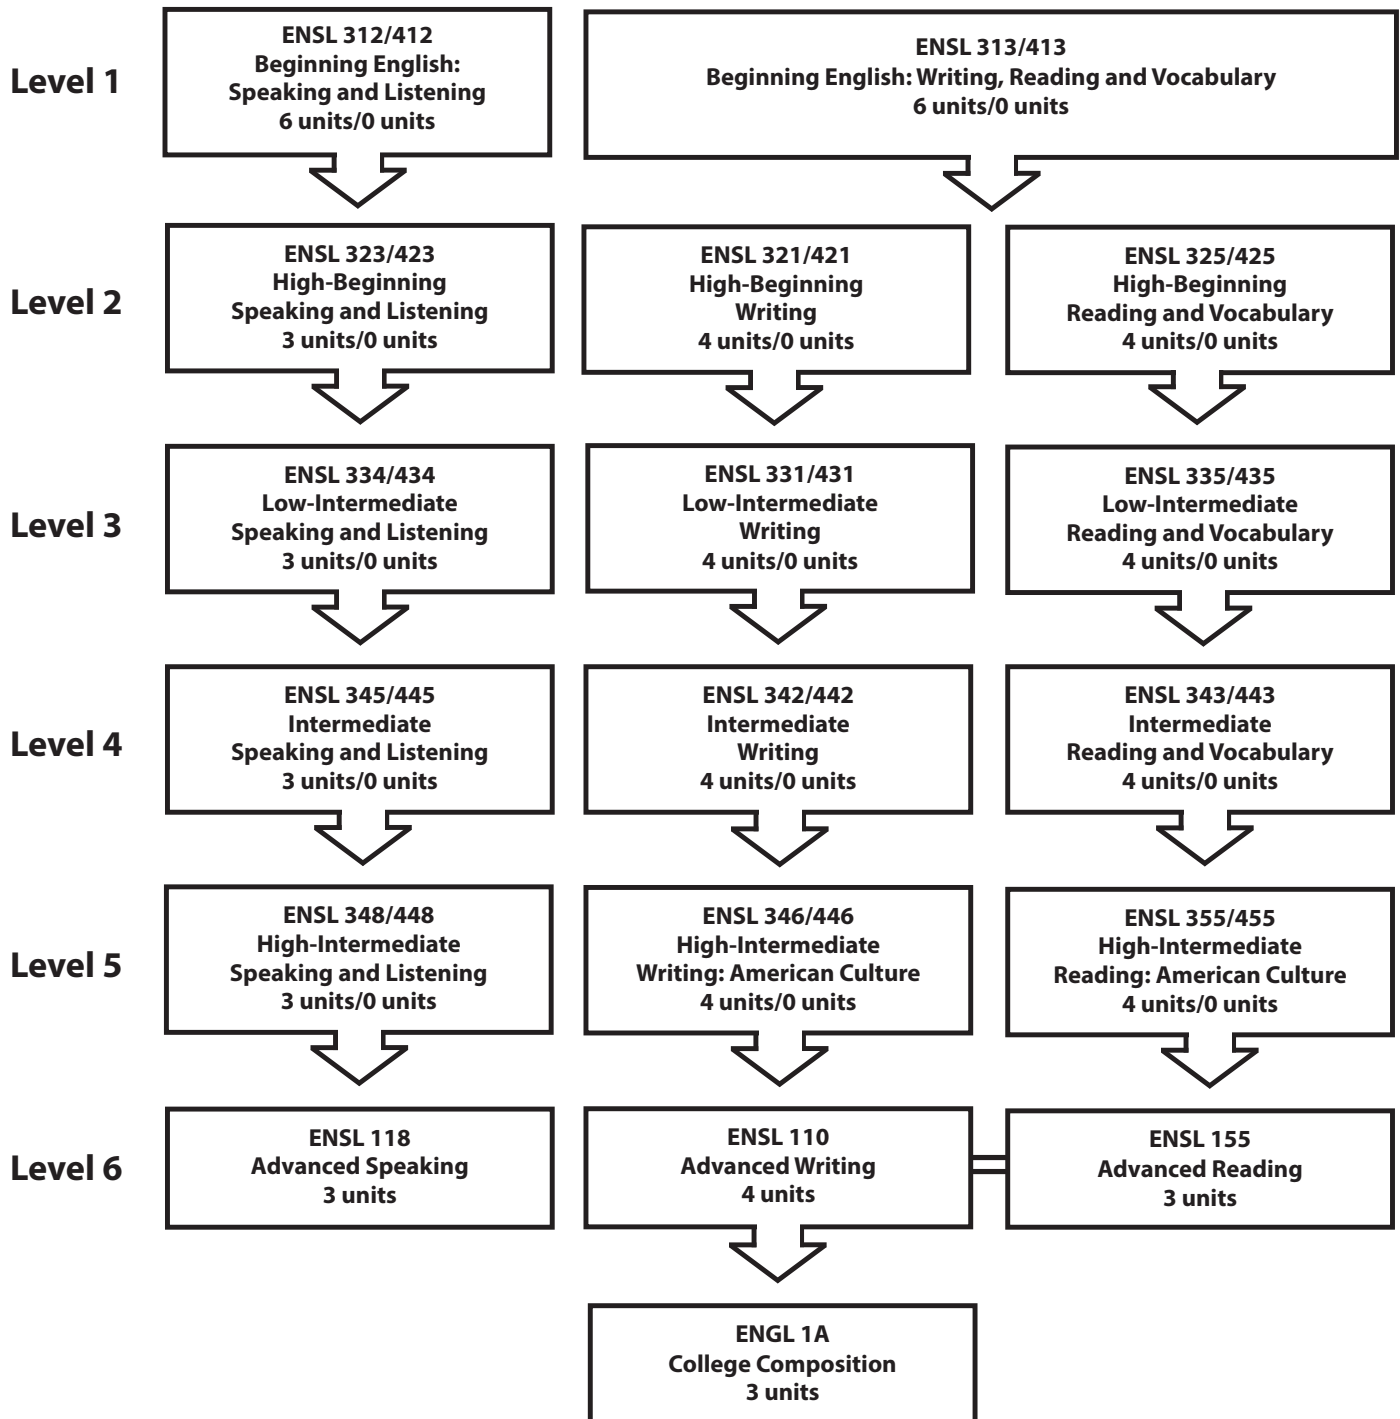 Level 1
ENSL 312/412
Beginning English:
Speaking and Listening
6 units/0 units
ENSL 313/413
Beginning English: Writing, Reading and Vocabulary
6 units/0 units
Level 2
ENSL 323/423
High-Beginning
Speaking and Listening
3 units/0 units
ENSL 321/421
High-Beginning
Writing
4 units/0 units
ENSL 325/425
High-Beginning
Reading and Vocabulary
4 units/0 units
Level 3
ENSL 334/434
Low-Intermediate
Speaking and Listening
3 units/0 units
ENSL 331/431
Low-Intermediate
Writing
4 units/0 units
ENSL 335/435
Low-Intermediate
Reading and Vocabulary
4 units/0 units
Level 4
ENSL 345/445
Intermediate
Speaking and Listening
3 units/0 units
ENSL 342/442
Intermediate
Writing
4 units/0 units
ENSL 343/443
Intermediate
Reading and Vocabulary
4 units/0 units
Level 5
ENSL 348/448
High-Intermediate
Speaking and Listening
3 units/0 units
ENSL 346/446
High-Intermediate
Writing: American Culture
4 units/0 units
ENSL 355/455
High-Intermediate
Reading: American Culture
4 units/0 units
Level 6
ENSL 118
Advanced Speaking
3 units
ENSL 110
Advanced Writing
4 units
ENSL 155
Advanced Reading
3 units
ENGL 1A
College Composition
3 units